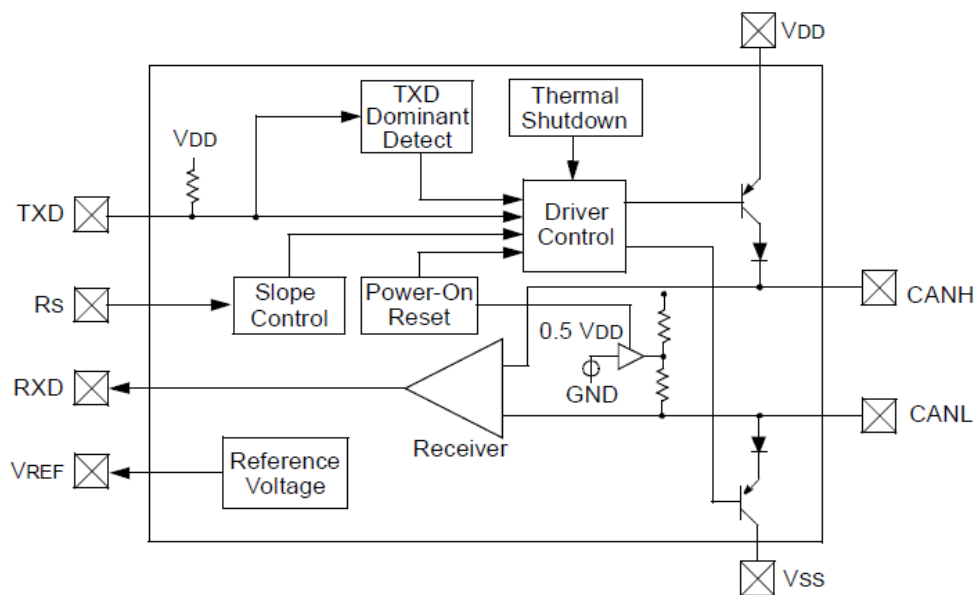 VDD
TXD
Dominant
Detect
Thermal
Shutdown
VDD
TXD
Driver
Control
Rs
Slope
Control
Power-On
Reset
CANH
0.5 VDD
RXD
GND
CANL
Receiver
VREF
Reference
Voltage
VSS